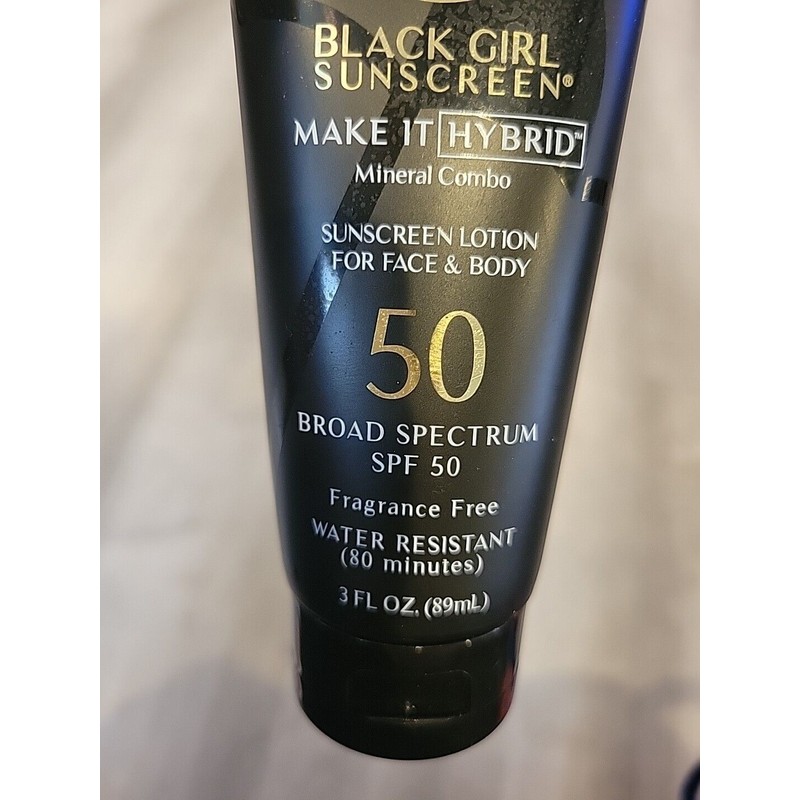 BLACK GIRL
SUNSCREEN®
MAKE IT HYBRID™
Mineral Combo
SUNSCREEN LOTION
FOR FACE & BODY
50
BROAD SPECTRUM
SPF 50
Fragrance Free
WATER RESISTANT
(80 minutes)
3 FL OZ. (89mL)